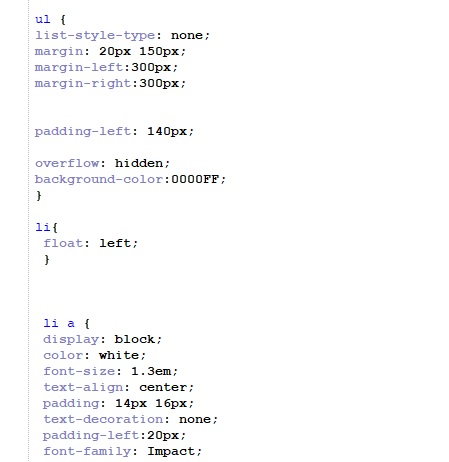 ul {
list-style-type: none;
margin: 20px 150px;
margin-left:300px;
margin-right:300px;
padding-left: 140px;
overflow: hidden;
background-color:0000FF;
}
li{
float: left;
}
li a {
display: block;
color: white;
font-size: 1.3em;
text-align: center;
padding: 14px 16px;
text-decoration: none;
padding-left:20px;
font-family: Impact;